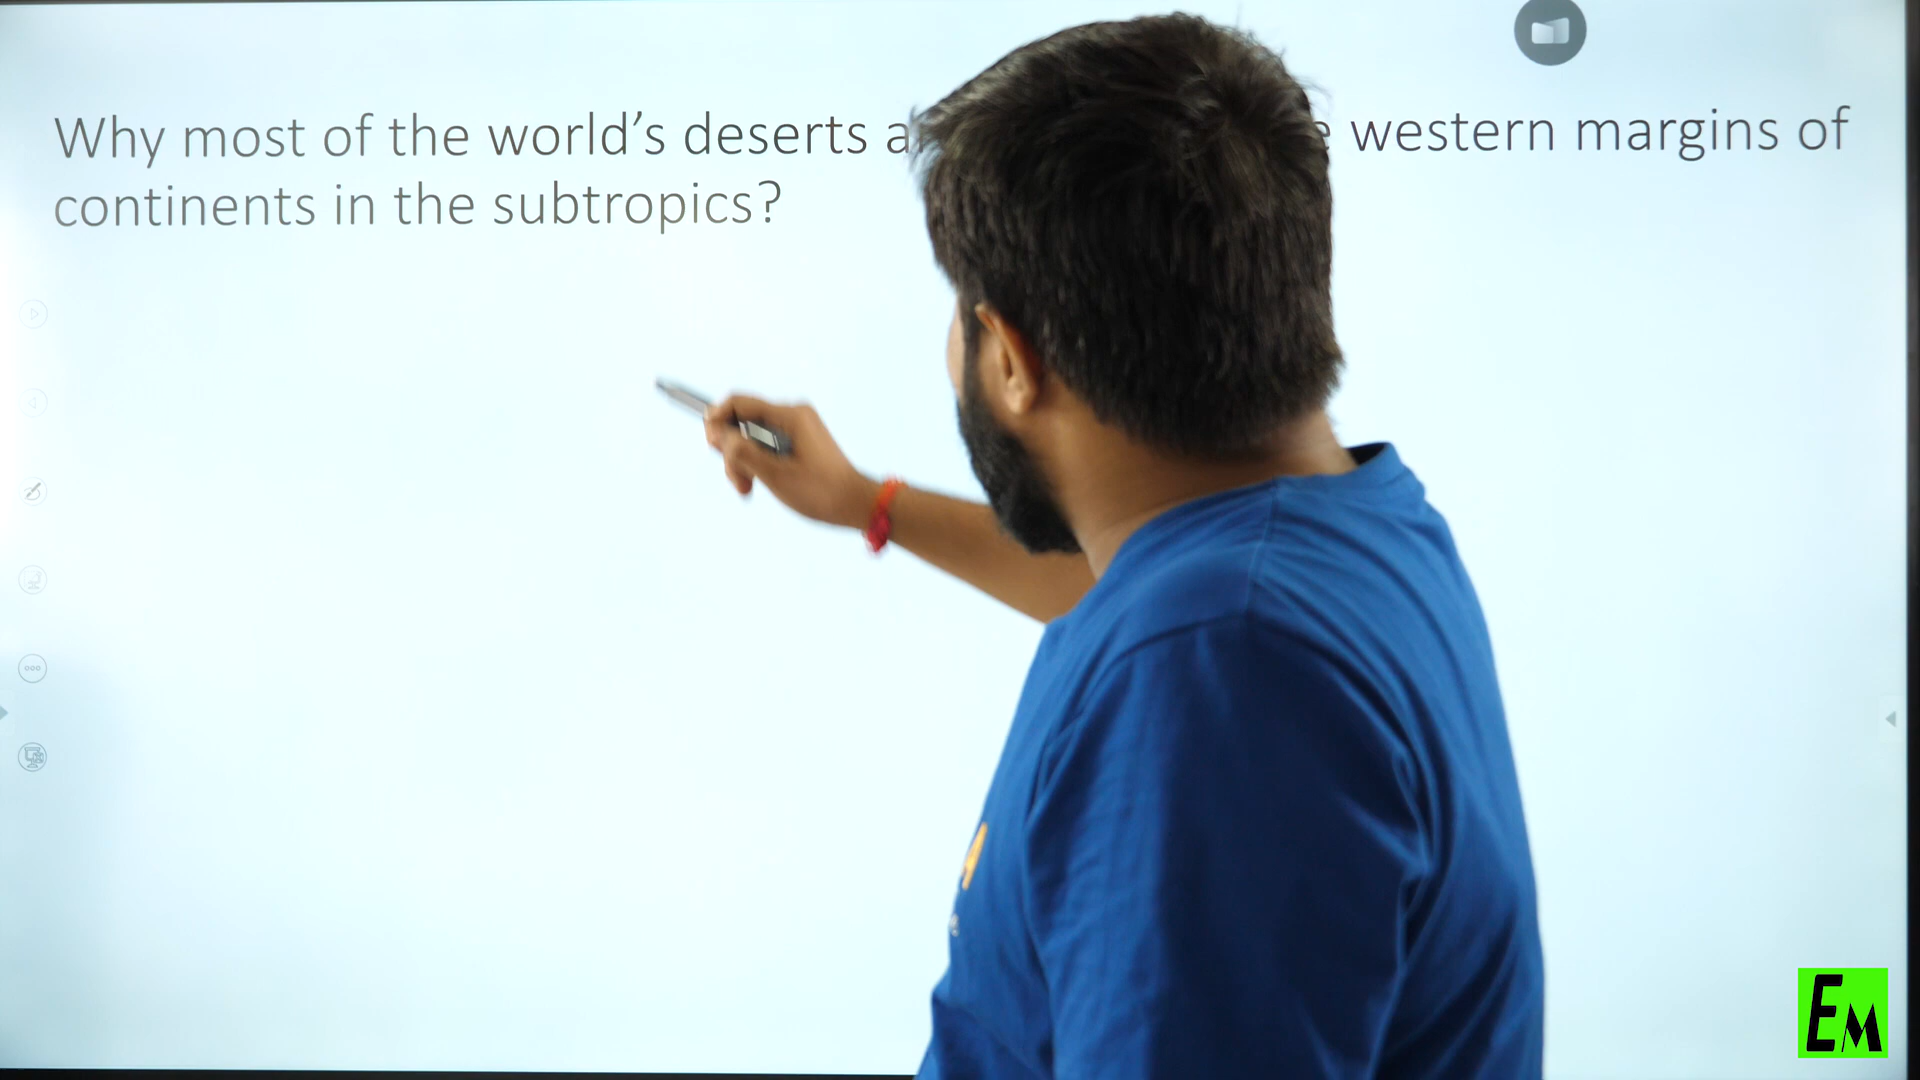 Why most of the world's deserts western margins of
continents in the subtropics?
EM